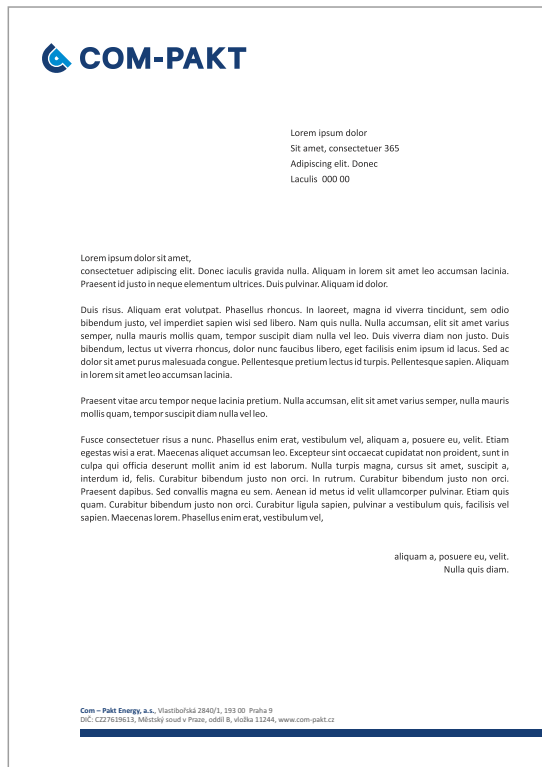 COM-PAKT
Lorem ipsum dolor
Sit amet, consectetuer 365
Adipiscing elit. Donec
Laculis 000 00
Lorem ipsum dolor sit amet,
consectetuer adipiscing elit. Donec iaculis gravida nulla. Aliquam in lorem sit amet leo accumsan lacinia.
Praesent id justo in neque elementum ultrices. Duis pulvinar. Aliquam id dolor.
Duis risus. Aliquam erat volutpat. Phasellus rhoncus. In laoreet, magna id viverra tincidunt, sem odio
bibendum justo, vel imperdiet sapien wisi sed libero. Nam quis nulla. Nulla accumsan, elit sit amet varius
semper, nulla mauris mollis quam, tempor suscipit diam nulla vel leo. Duis viverra diam non justo. Duis
bibendum, lectus ut viverra rhoncus, dolor nunc faucibus libero, eget facilisis enim ipsum id lacus. Sed ac
dolor sit amet purus malesuada congue. Pellentesque pretium lectus id turpis. Pellentesque sapien. Aliquam
in lorem sit amet leo accumsan lacinia.
Praesent vitae arcu tempor neque lacinia pretium. Nulla accumsan, elit sit amet varius semper, nulla mauris
mollis quam, tempor suscipit diam nulla vel leo.
Fusce consectetuer risus a nunc. Phasellus enim erat, vestibulum vel, aliquam a, posuere eu, velit. Etiam
egestas wisi a erat. Maecenas aliquet accumsan leo. Excepteur sint occaecat cupidatat non proident, sunt in
culpa qui officia deserunt mollit anim id est laborum. Nulla turpis magna, cursus sit amet, suscipit a,
interdum id, felis. Curabitur bibendum justo non orci. In rutrum. Curabitur bibendum justo non orci.
Praesent dapibus. Sed convallis magna eu sem. Aenean id metus id velit ullamcorper pulvinar. Etiam quis
quam. Curabitur bibendum justo non orci. Curabitur ligula sapien, pulvinar a vestibulum quis, facilisis vel
sapien. Maecenas lorem. Phasellus enim erat, vestibulum vel,
aliquam a, posuere eu, velit.
Nulla quis diam.
Com – Pakt Energy, a.s., Vlastibořská 2840/1, 193 00 Praha 9
DIČ: CZ27619613, Městský soud v Praze, oddíl B, vložka 11244, www.com-pakt.cz